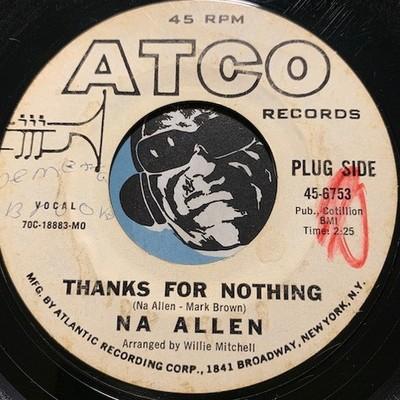 45 RPM
ATCO
RECORDS
PLUG SIDE
45-6753
Pub., Cotillion
BMI
Time: 2:25
VOCAL
70C-18883-MO
THANKS FOR NOTHING
(Na Allen - Mark Brown)
NA ALLEN
Arranged by Willie Mitchell
MFG. BY ATLANTIC RECORDING CORP., 1841 BROADWAY, NEW YORK, N.Y.